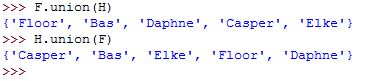 >>> F.union(H)
{'Floor', 'Bas', 'Daphne', 'Casper', 'Elke'}
>>> H.union(F)
{'Casper', 'Bas', 'Elke', 'Floor', 'Daphne'}
>>>